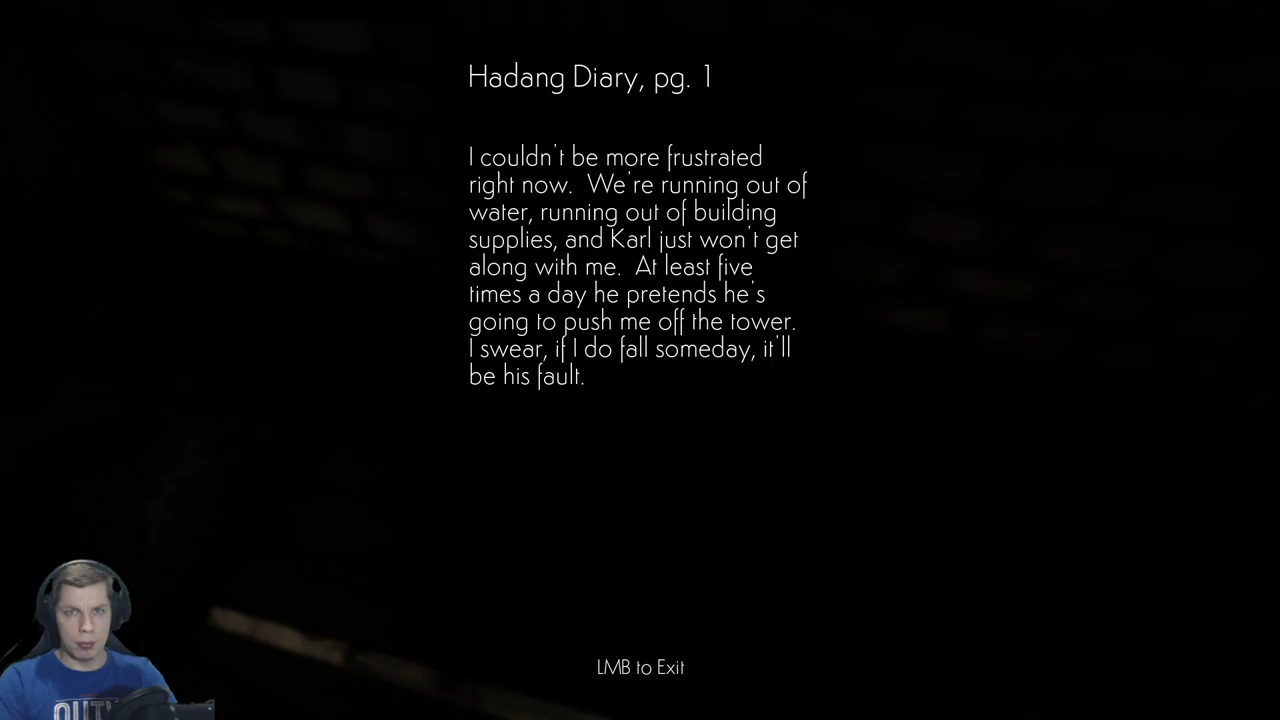 Hadang Diary, pg. 1
I couldn't be more frustrated
right now.  We're running out of
water, running out of building
supplies, and Karl just won't get
along with me.  At least five
times a day he pretends he's
going to push me off the tower.
I swear, if I do fall someday, it'll
be his fault.
LMB to Exit